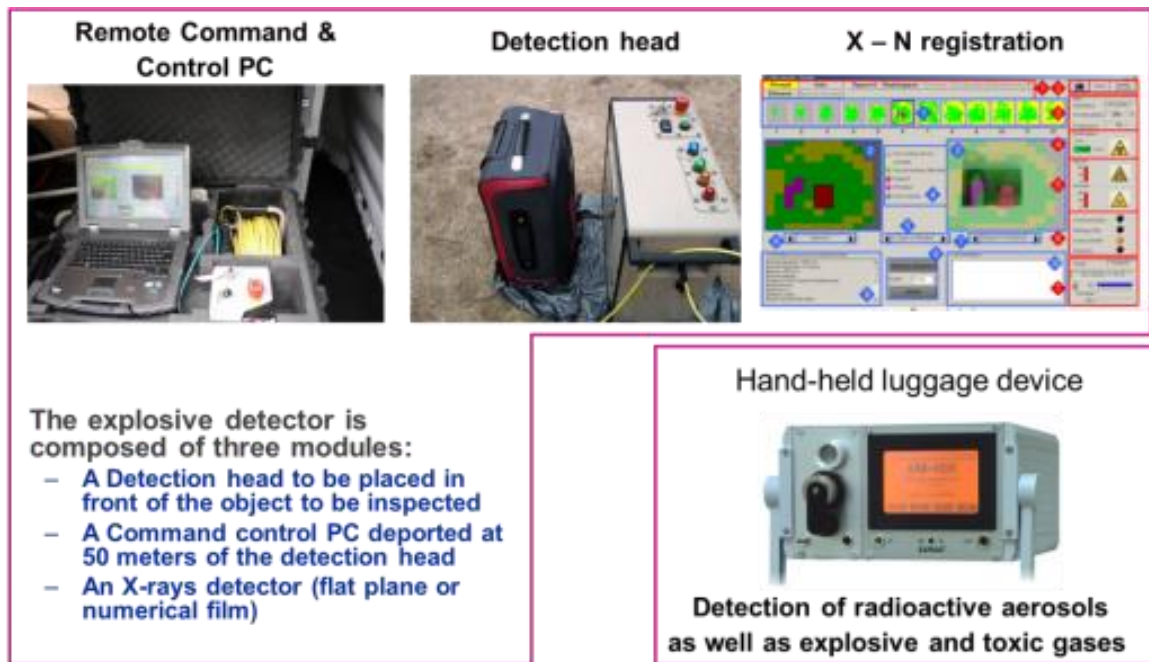 Remote Command &
Control PC
Detection head
X – N registration
The explosive detector is
composed of three modules:
– A Detection head to be placed in
front of the object to be inspected
– A Command control PC deported at
50 meters of the detection head
– An X-rays detector (flat plane or
numerical film)
Hand-held luggage device
Detection of radioactive aerosols
as well as explosive and toxic gases